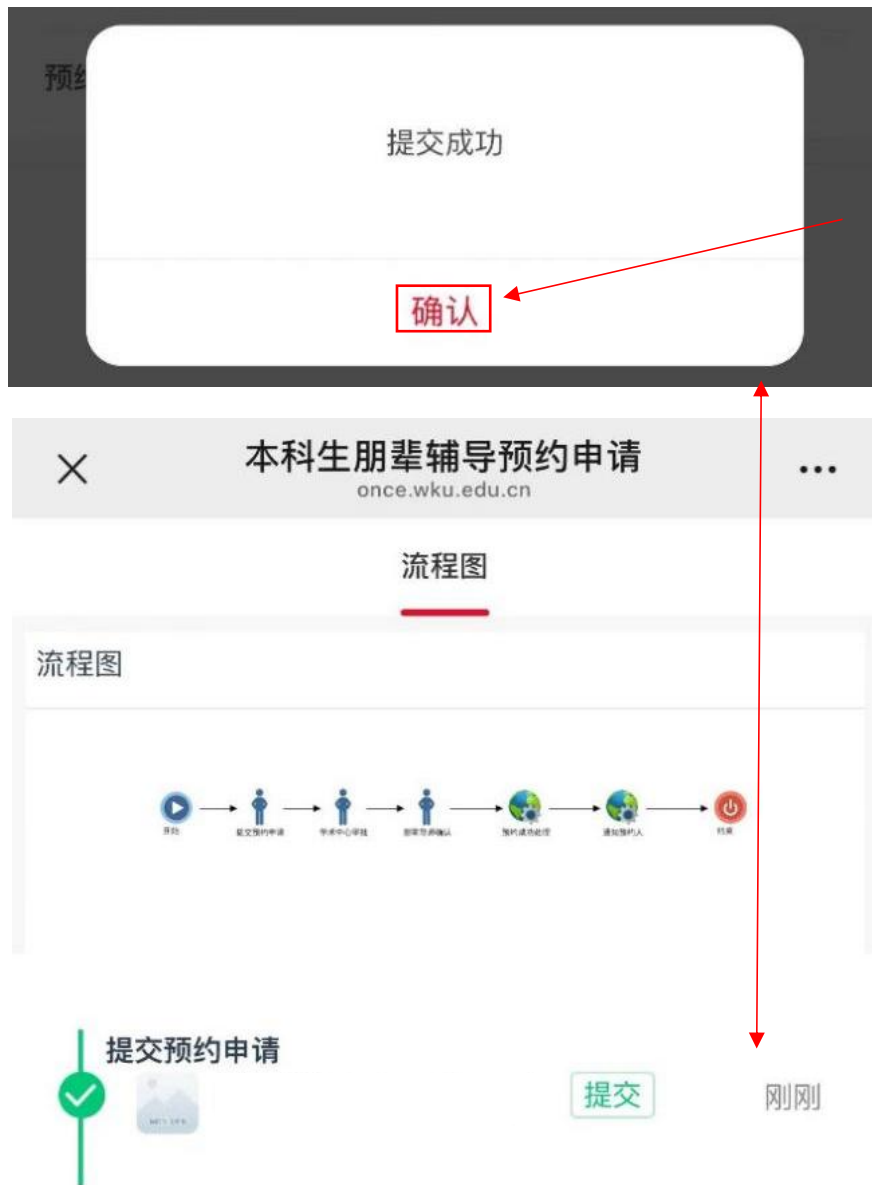 预约
提交成功
确认
本科生朋辈辅导预约申请
once.wku.edu.cn
流程图
流程图
开始
提交预约申请
学术中心审批
朋辈导师确认
预约成功处理
通知预约人
结束
提交预约申请
提交
刚刚